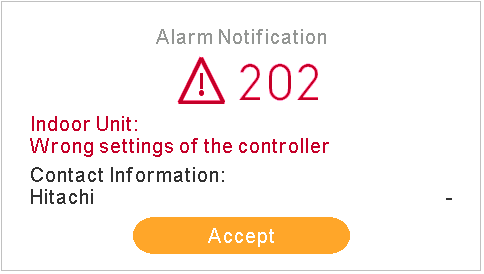 Alarm Notification
202
Indoor Unit:
Wrong settings of the controller
Contact Information:
Hitachi -
Accept